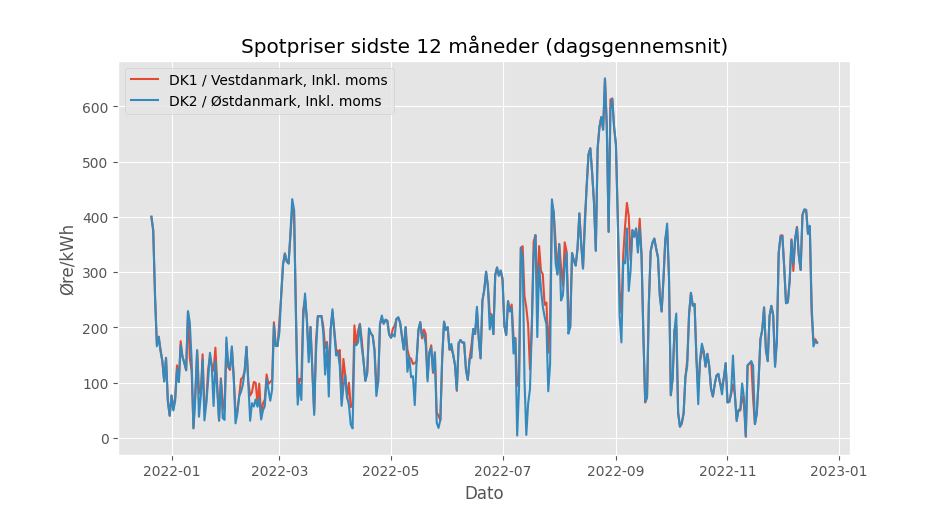 Spotpriser sidste 12 måneder (dagsgennemsnit)
DK1 / Vestdanmark, Inkl. moms
DK2 / Østdanmark, Inkl. moms
600
500
400
300
200
100
0
Øre/kWh
2022-01
2022-03
2022-05
2022-07
2022-09
2022-11
2023-01
Dato